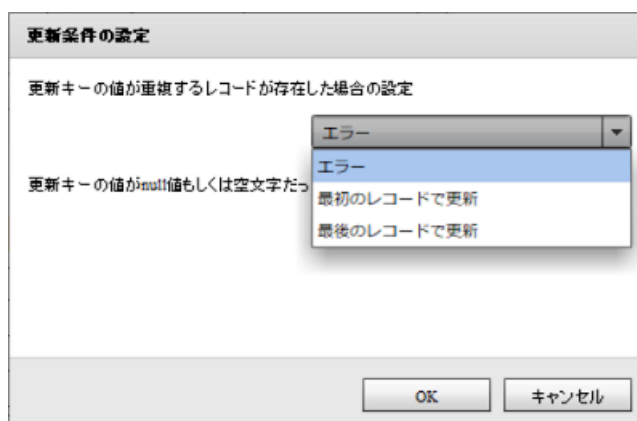 更新条件の設定
更新キーの値が重複するレコードが存在した場合の設定
エラー
エラー
更新キーの値がnull値もしくは空文字だっ
最初のレコードで更新
最後のレコードで更新
OK
キャンセル